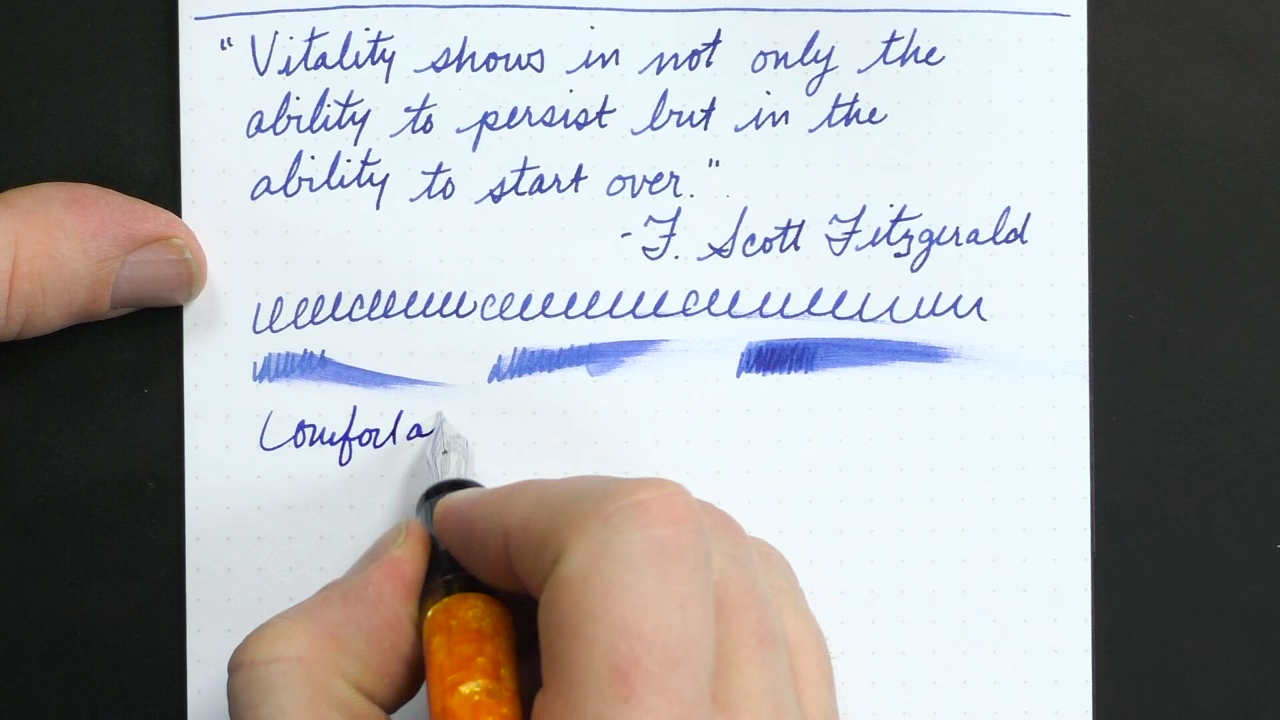 "Vitality shows in not only the
ability to persist but in the
ability to start over."
-F. Scott Fitzgerald
Comforta